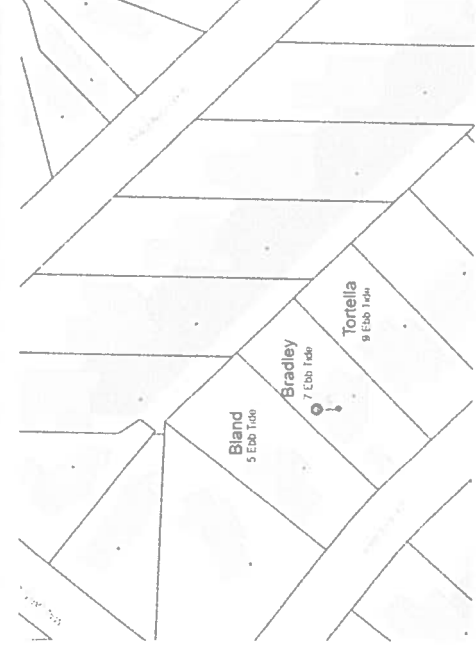 Bland
5 Ebb Tide
Bradley
7 Ebb Tide
Tortella
9 Ebb Tide